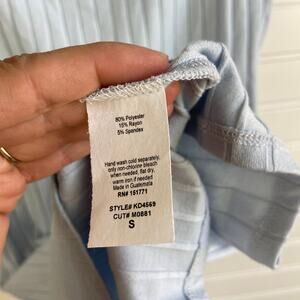 80% Polyester
15% Rayon
5% Spandex
Hand wash cold separately,
only non-chlorine bleach
when needed, flat dry,
warm iron if needed
Made in Guatemala
RN# 151771
STYLE# KD4569
CUT# M0881
S